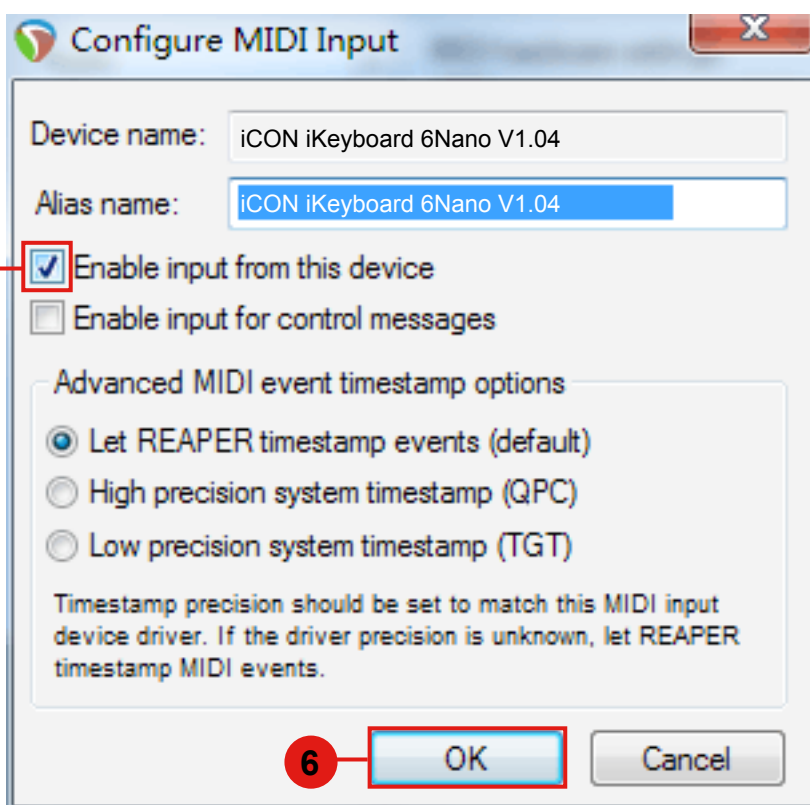 Configure MIDI Input
Device name: iCON iKeyboard 6Nano V1.04
Alias name: iCON iKeyboard 6Nano V1.04
Enable input from this device
Enable input for control messages
Advanced MIDI event timestamp options
Let REAPER timestamp events (default)
High precision system timestamp (QPC)
Low precision system timestamp (TGT)
Timestamp precision should be set to match this MIDI input
device driver. If the driver precision is unknown, let REAPER
timestamp MIDI events.
6 OK Cancel